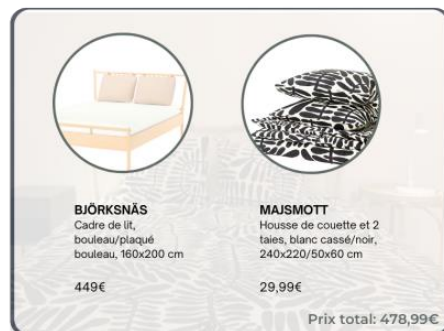 BJÖRKSNÄS
Cadre de lit,
bouleau/plaqué
bouleau, 160x200 cm
449€
MAJSMOTT
Housse de couette et 2
taies, blanc cassé/noir,
240x220/50x60 cm
29,99€
Prix total: 478,99€